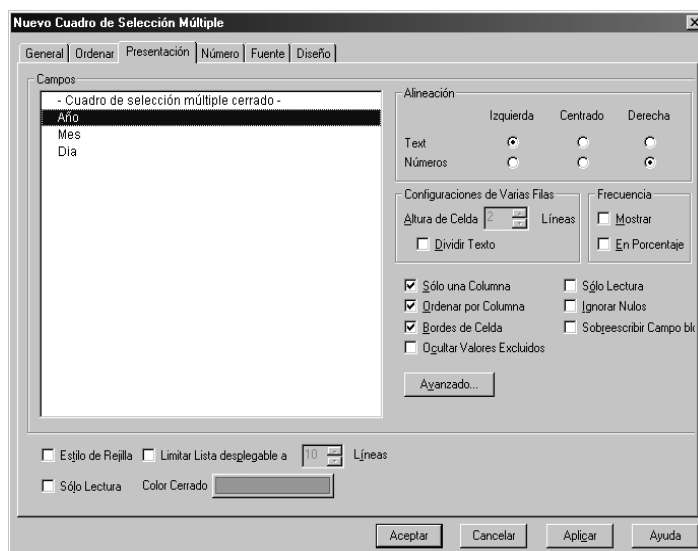 Nuevo Cuadro de Selección Múltiple
General Ordenar Presentación Número Fuente Diseño
Campos
- Cuadro de selección múltiple cerrado -
Año
Mes
Dia
Alineación
Izquierda Centrado Derecha
Text
Números
Configuraciones de Varias Filas
Altura de Celda 2 Líneas
Dividir Texto
Frecuencia
Mostrar
En Porcentaje
Sólo una Columna
Ordenar por Columna
Bordes de Celda
Ocultar Valores Excluidos
Sólo Lectura
Ignorar Nulos
Sobreescribir Campo blo
Avanzado...
Estilo de Rejilla Limitar Lista desplegable a 10 Líneas
Sólo Lectura Color Cerrado
Aceptar Cancelar Aplicar Ayuda